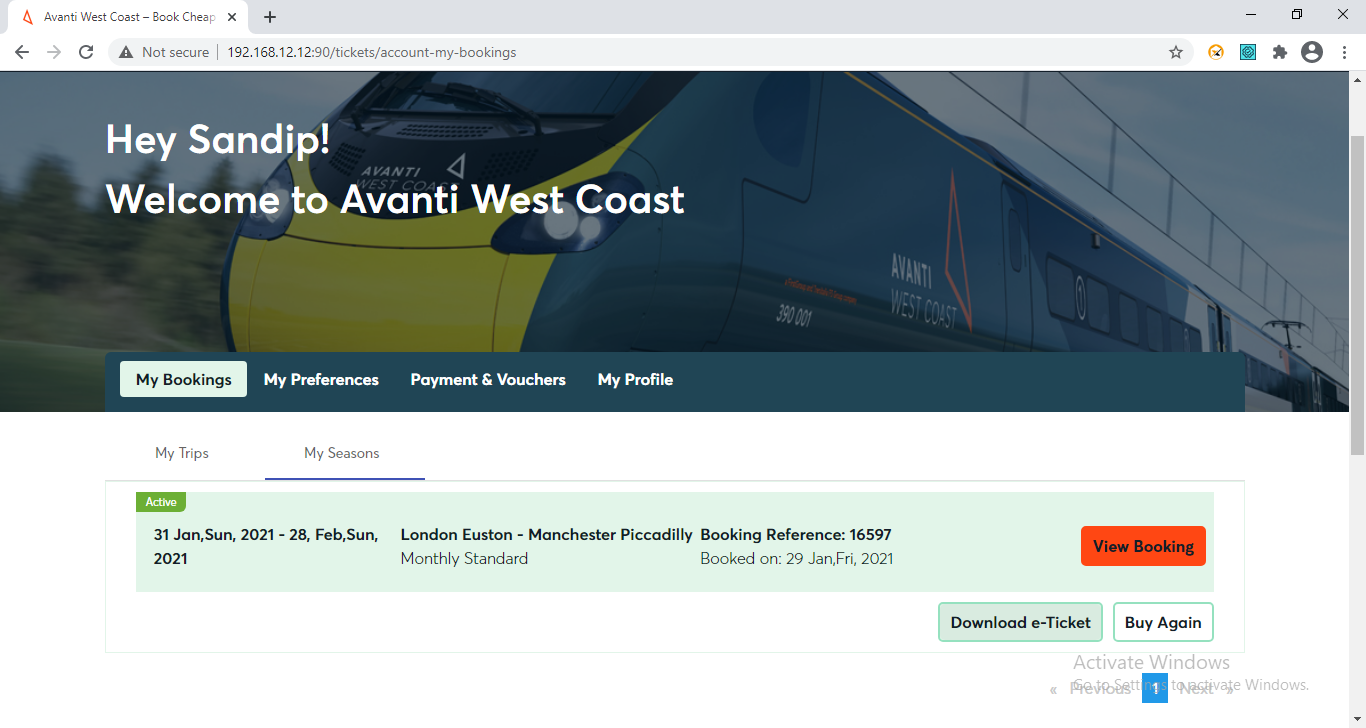 Avanti West Coast – Book Cheap
Not secure
192.168.12.12:90/tickets/account-my-bookings
Hey Sandip!
AVANTI
WEST COAST
Welcome to Avanti West Coast
AVANTI
WEST COAST
390 001
My Bookings
My Preferences
Payment & Vouchers
My Profile
My Trips
My Seasons
Active
31 Jan,Sun, 2021 - 28, Feb,Sun,
2021
London Euston - Manchester Piccadilly
Monthly Standard
Booking Reference: 16597
Booked on: 29 Jan,Fri, 2021
View Booking
Download e-Ticket
Buy Again
Activate Windows
Go to Settings to activate Windows.
« Previous 1 Next »